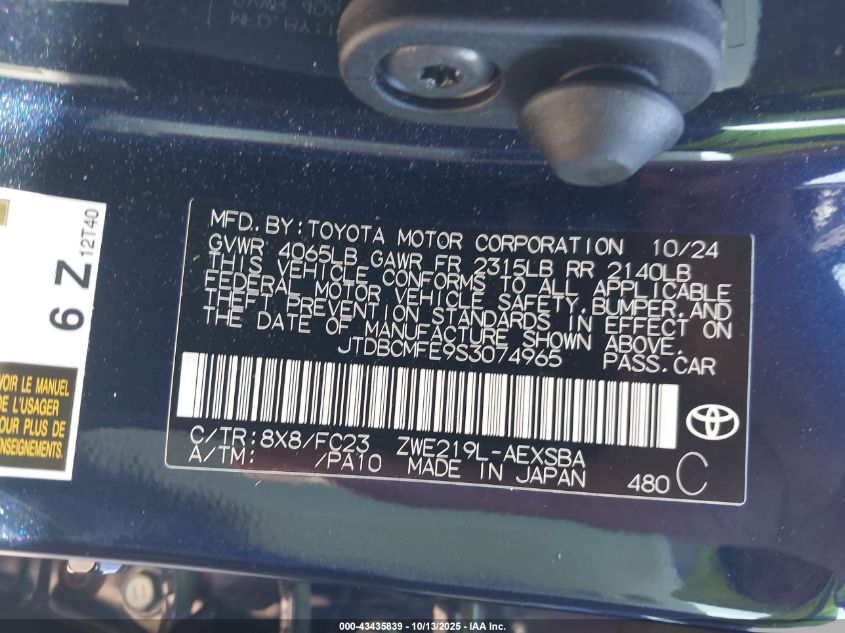 MFD. BY: TOYOTA MOTOR CORPORATION 10/24
GVWR 4065LB GAWR FR 2315LB RR 2140LB
THIS VEHICLE CONFORMS TO ALL APPLICABLE
FEDERAL MOTOR VEHICLE SAFETY, BUMPER, AND
THEFT PREVENTION STANDARDS IN EFFECT ON
THE DATE OF MANUFACTURE SHOWN ABOVE.
JTDBCMFE9S3074965 PASS. CAR
C/TR: 8X8/FC23 ZWE219L-AEXSBA
A/TM: /PA10 MADE IN JAPAN
480 C
6 Z
12T40
VOIR LE MANUEL
DE L'USAGER
POUR PLUS DE
RENSEIGNEMENTS.
000-43435839 - 10/13/2025 - IAA Inc.